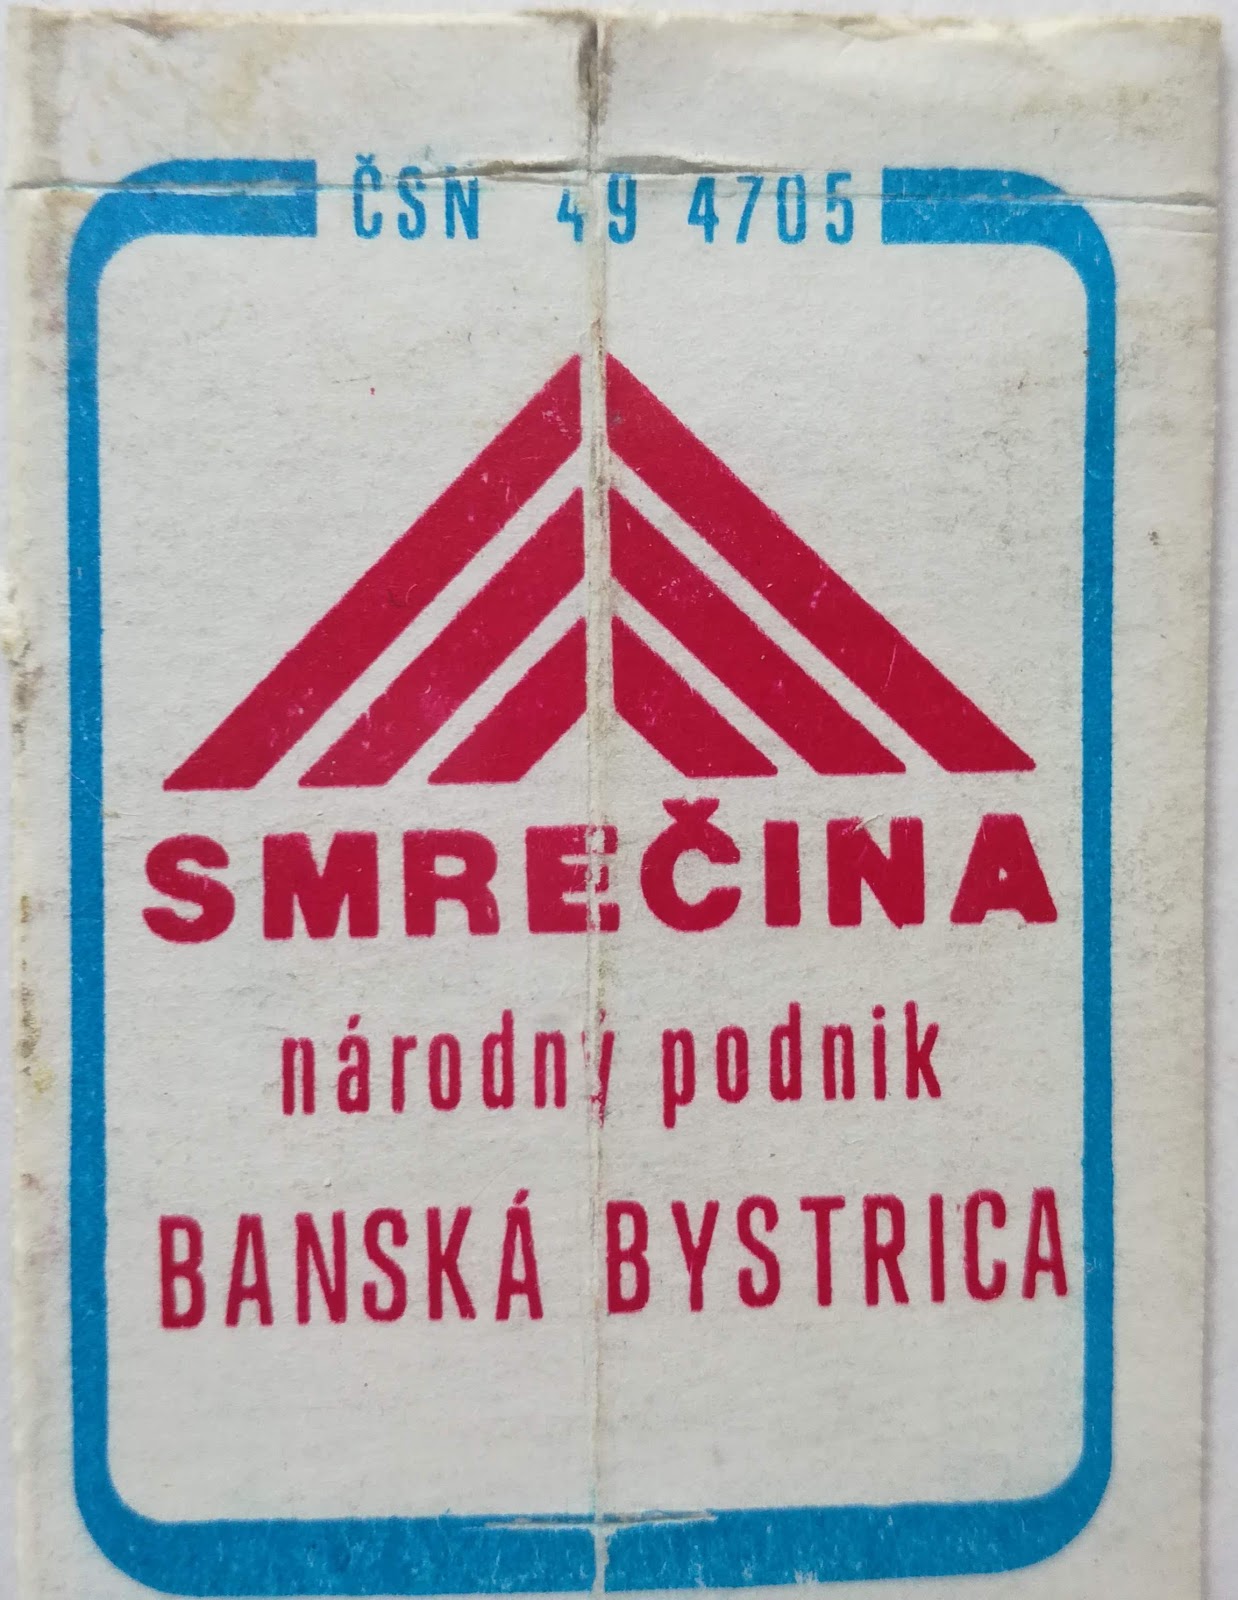 ČSN 49 4705
SMREČINA
národný podnik
BANSKÁ BYSTRICA